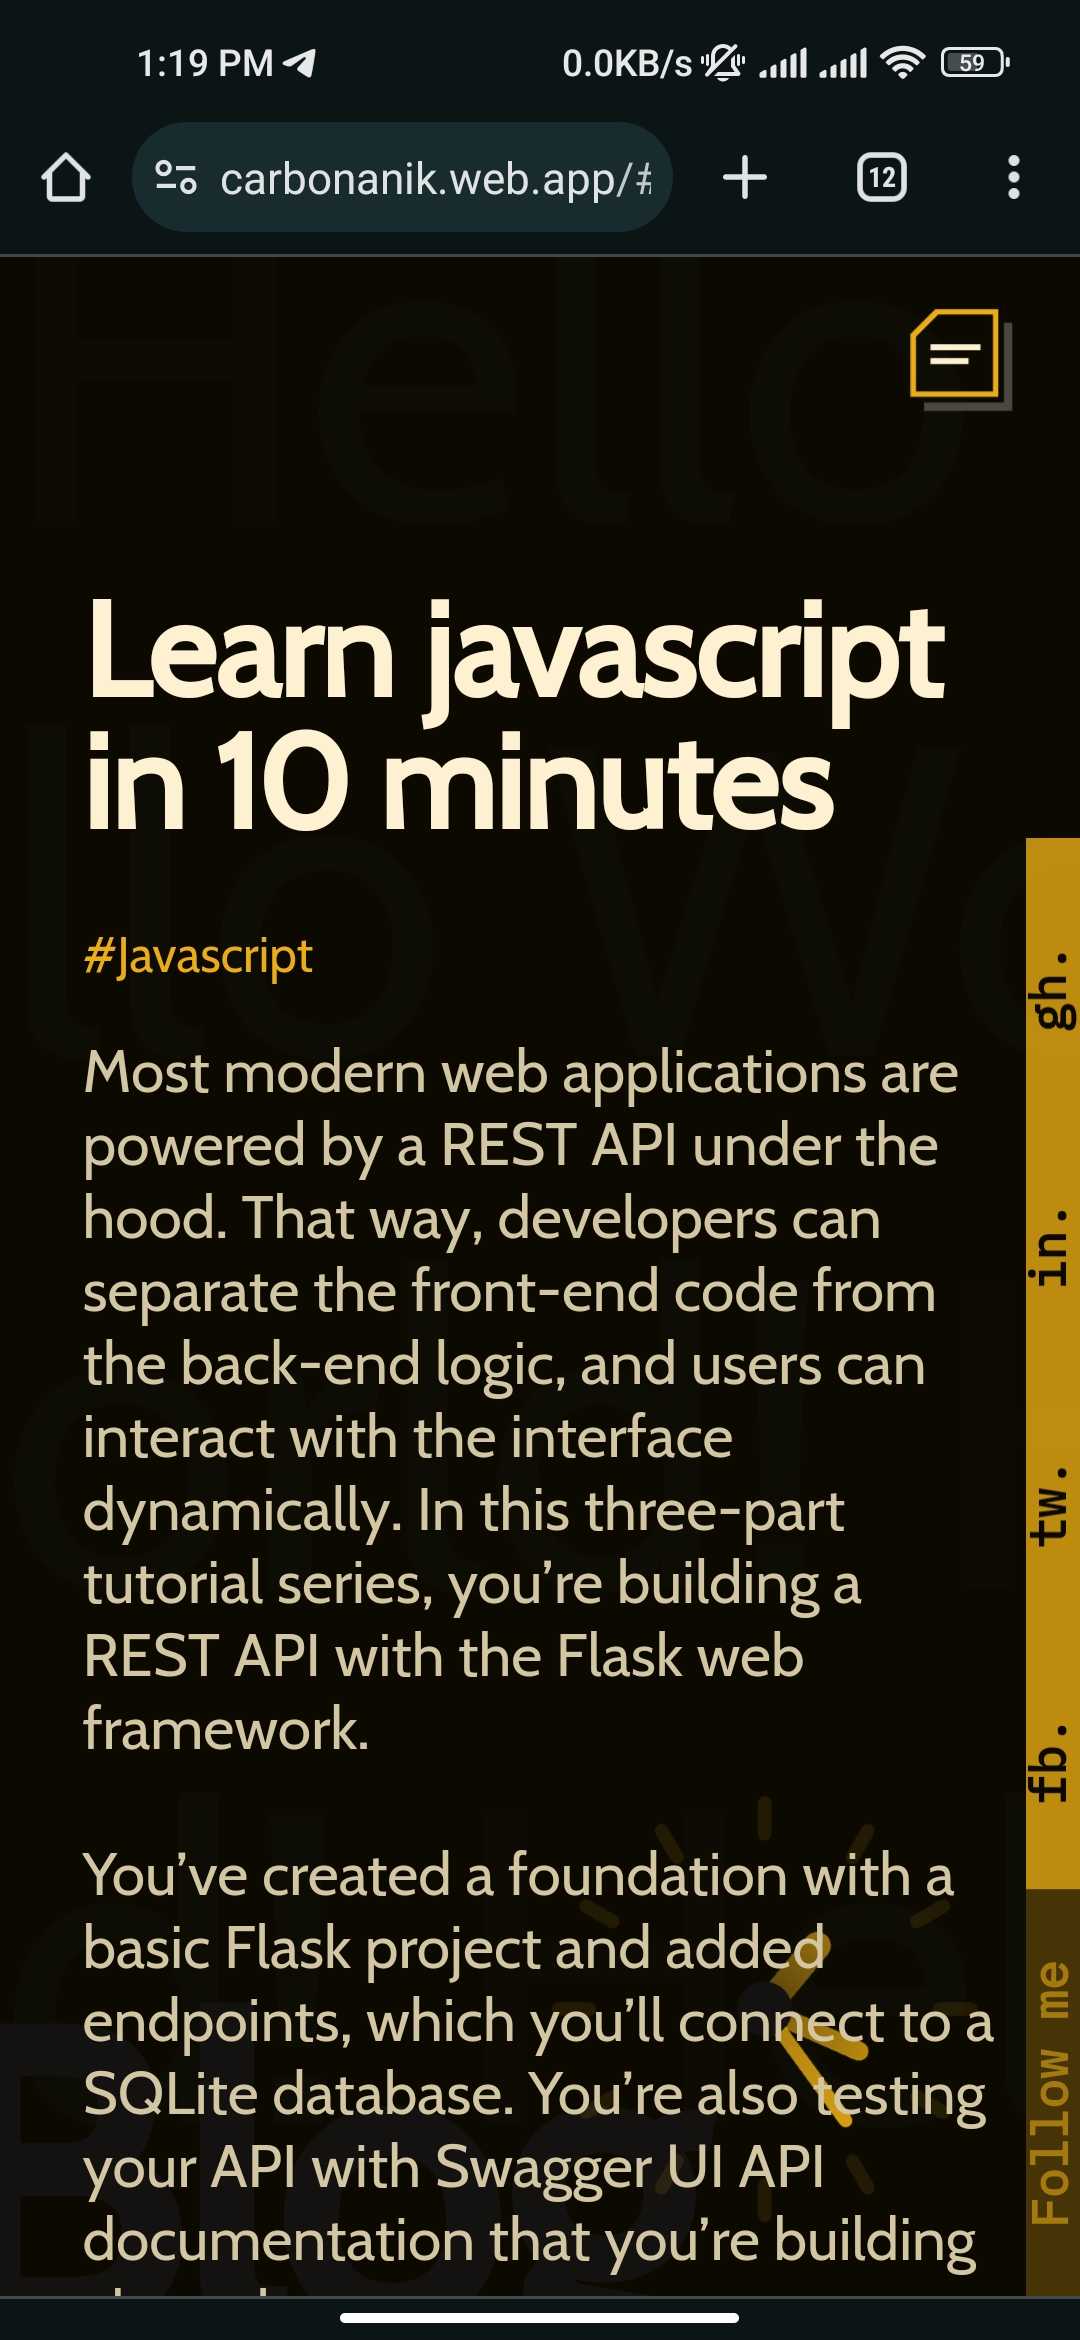 1:19 PM 0.0KB/s 59
carbonanik.web.app/#
12
Hello
Learn javascript
in 10 minutes
llo Wo
#Javascript
Most modern web applications are
powered by a REST API under the
hood. That way, developers can
separate the front-end code from
the back-end logic, and users can
interact with the interface
dynamically. In this three-part
tutorial series, you’re building a
REST API with the Flask web
framework.
orld! H
You’ve created a foundation with a
basic Flask project and added
endpoints, which you’ll connect to a
SQLite database. You’re also testing
your API with Swagger UI API
documentation that you’re building
Blog
gh.
in.
tw.
fb.
Follow me